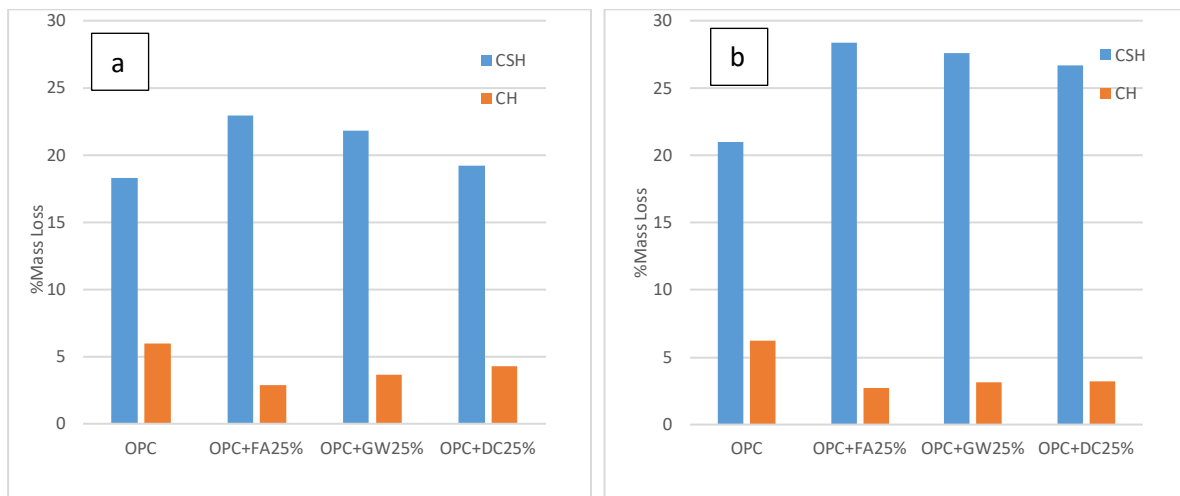 a
CSH
CH
30
25
20
15
10
5
0
%Mass Loss
OPC
OPC+FA25%
OPC+GW25%
OPC+DC25%
b
CSH
CH
30
25
20
15
10
5
0
%Mass Loss
OPC
OPC+FA25%
OPC+GW25%
OPC+DC25%